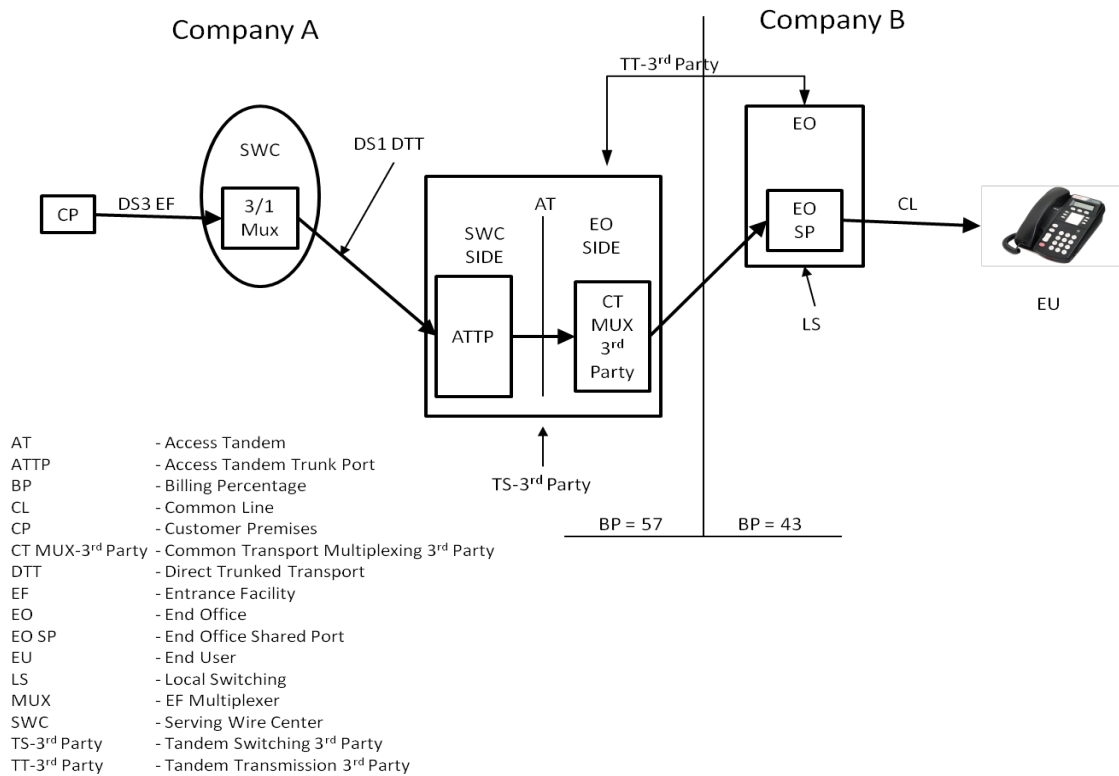 Company A
Company B
TT-3rd Party
SWC
DS1 DTT
EO
CP
DS3 EF
3/1
Mux
AT
SWC
SIDE
EO
SIDE
EO
SP
CL
EU
LS
ATTP
CT
MUX
3rd
Party
TS-3rd Party
BP = 57
BP = 43
AT - Access Tandem
ATTP - Access Tandem Trunk Port
BP - Billing Percentage
CL - Common Line
CP - Customer Premises
CT MUX-3rd Party - Common Transport Multiplexing 3rd Party
DTT - Direct Trunked Transport
EF - Entrance Facility
EO - End Office
EO SP - End Office Shared Port
EU - End User
LS - Local Switching
MUX - EF Multiplexer
SWC - Serving Wire Center
TS-3rd Party - Tandem Switching 3rd Party
TT-3rd Party - Tandem Transmission 3rd Party